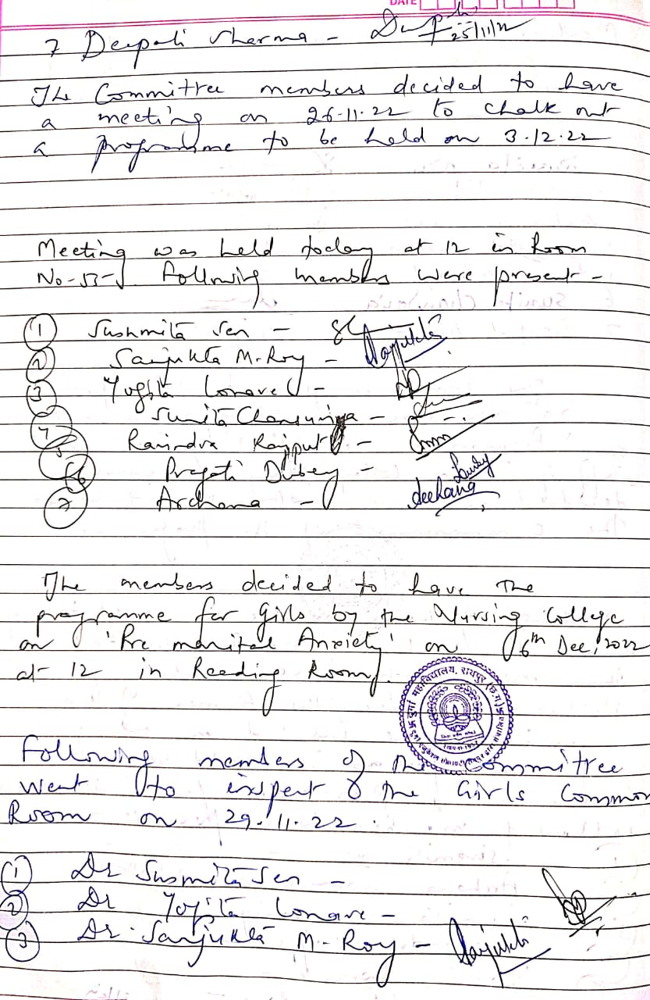 DATE
7 Deepali Sharma - 25/11/22
The Committee members decided to have
a meeting on 26-11-22 to chalk out
a programme to be held on 3.12.22
Meeting was held today at 12 in Room
No-53- Following members were present-
1 Sushmita Sen -
2 Sanjukta M-Roy - Sanjukta
3 Yogita Lonare -
4 Sunita Chansuriya -
5 Ravindra Rajput -
6 Pragati Dubey - Dubey
7 Archana -
The members decided to have the
programme for Girls by the Nursing College
on 'Pre marital Anxiety' on 6th Dec, 2022
at 12 in Reading Room.
दुर्गा महाविद्यालय, रायपुर (छ.ग.)
Following members of the Committee
went to inspect the Girls Common
Room on 29.11.22.
1 Dr Susmita Sen -
2 Dr Yogita Lonare -
3 Dr. Sanjukta M-Roy - Sanjukta